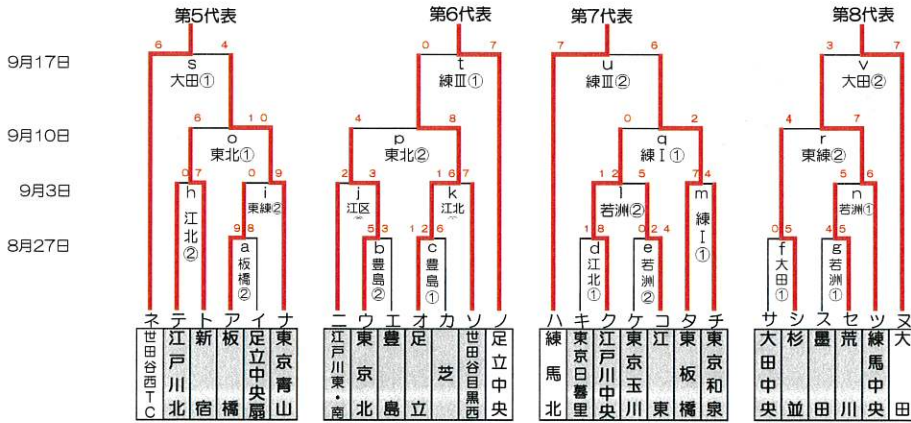 第5代表 第6代表 第7代表 第8代表
6 4 0 7 7 6 3 7
9月17日 s t u v
大田① 練Ⅲ① 練Ⅲ② 大田②
6 10 4 8 0 2 4 7
9月10日 o p q r
東北① 東北② 練Ⅰ① 東練②
0 7 0 9 2 3 1 16 7 12 5 7 4 5 6
9月3日 h i j k l m n
江北② 東練② 江区 江北 若洲② 練Ⅰ① 若洲①
9 8 5 3 12 6 1 8 0 2 4 0 5 4 5
8月27日 a b c d e f g
板橋② 豊島② 豊島① 江北① 若洲② 大田① 若洲①
ネ テ ト ア イ ナ ニ ウ エ オ カ ソ ノ ハ キ ク ケ コ タ チ サ シ ス セ ツ ヌ
世田谷西TC
江戸川北
新宿
板橋
足立中央扇
東京青山
江戸川東・南
東京北
豊島
足立
芝
世田谷目黒西
足立中央
練馬北
東京日暮里
江戸川中央
東京玉川
江東
東板橋
東京和泉
大田中央
杉並
墨田
荒川
練馬中央
大田